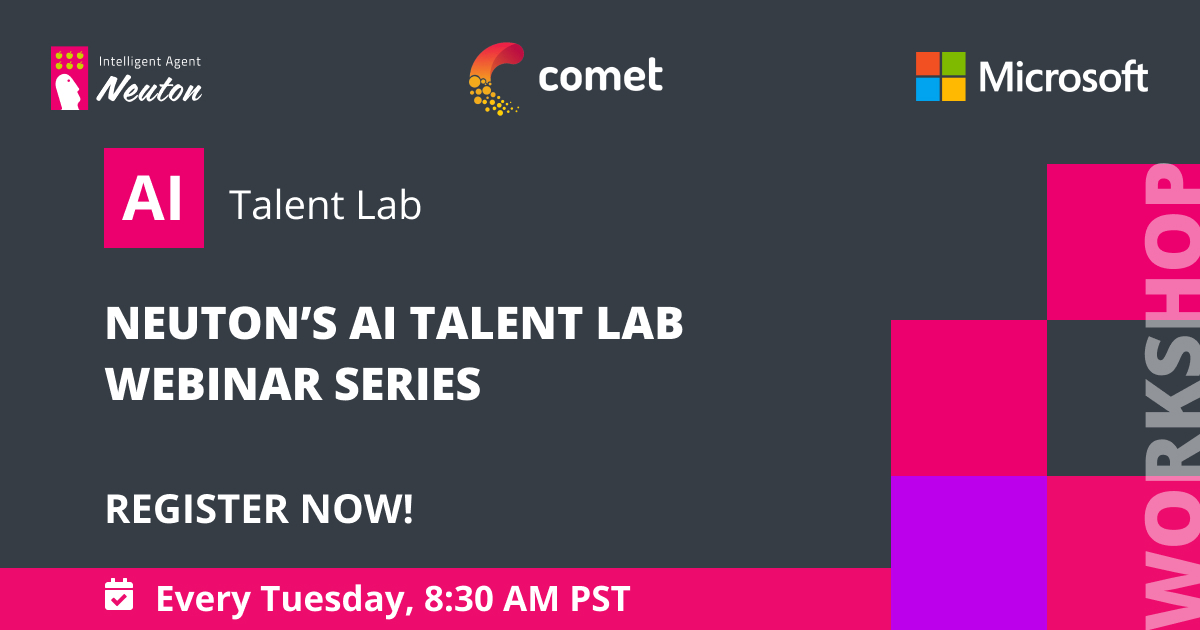 Intelligent Agent
Neuton
comet
Microsoft
AI
Talent Lab
NEUTON’S AI TALENT LAB
WEBINAR SERIES
REGISTER NOW!
Every Tuesday, 8:30 AM PST
WORKSHOP